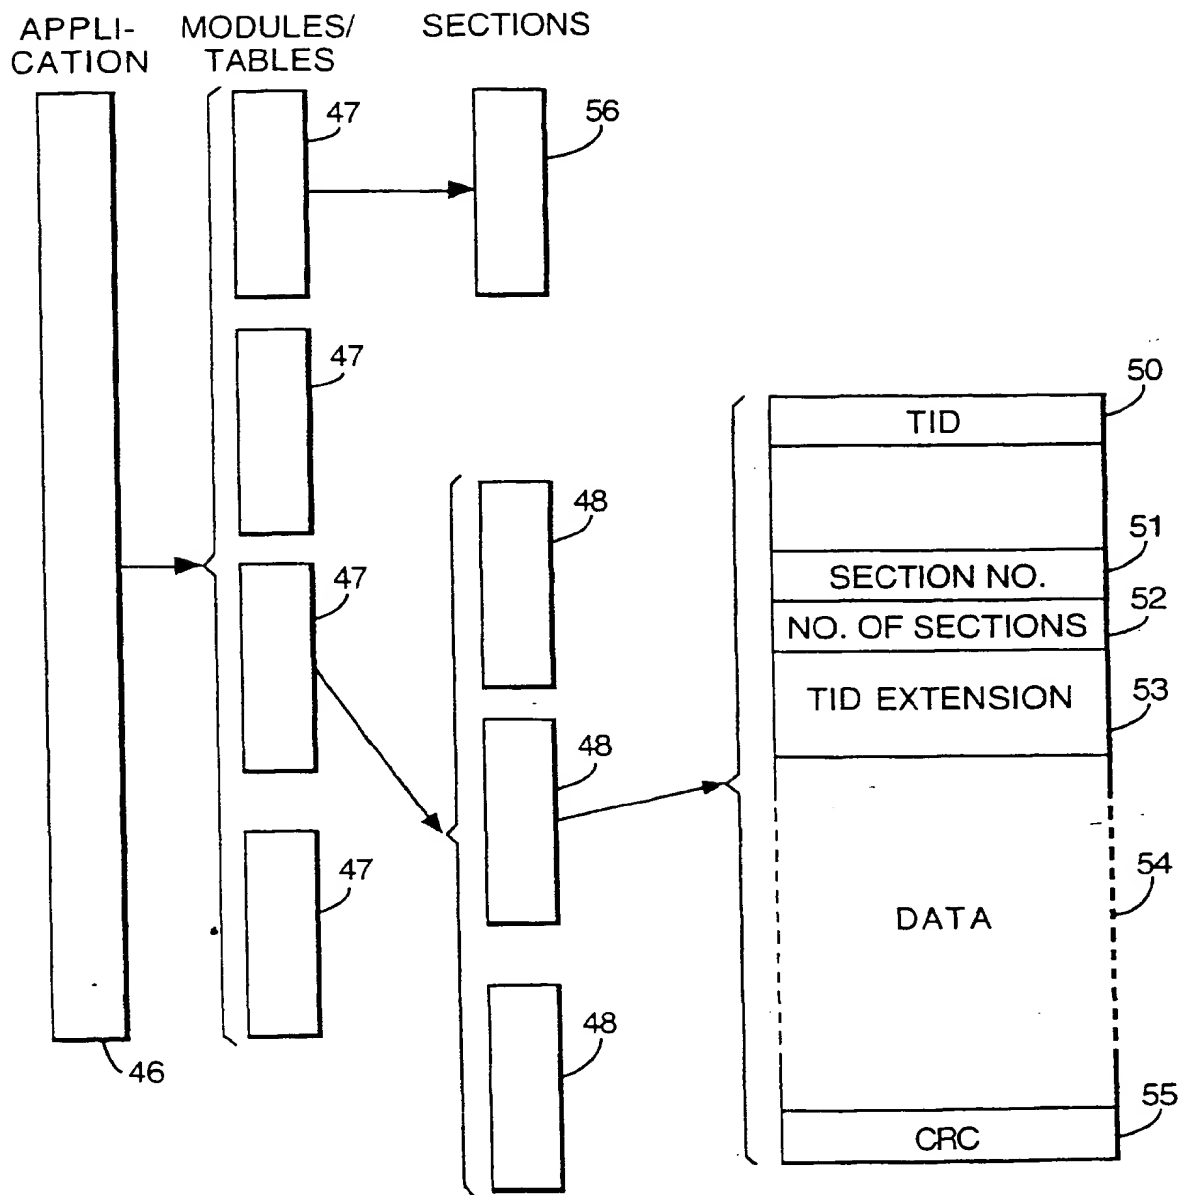 APPLI-
CATION
MODULES/
TABLES
SECTIONS
47
56
47
47
47
46
48
48
48
50
TID
51
SECTION NO.
52
NO. OF SECTIONS
53
TID EXTENSION
54
DATA
55
CRC